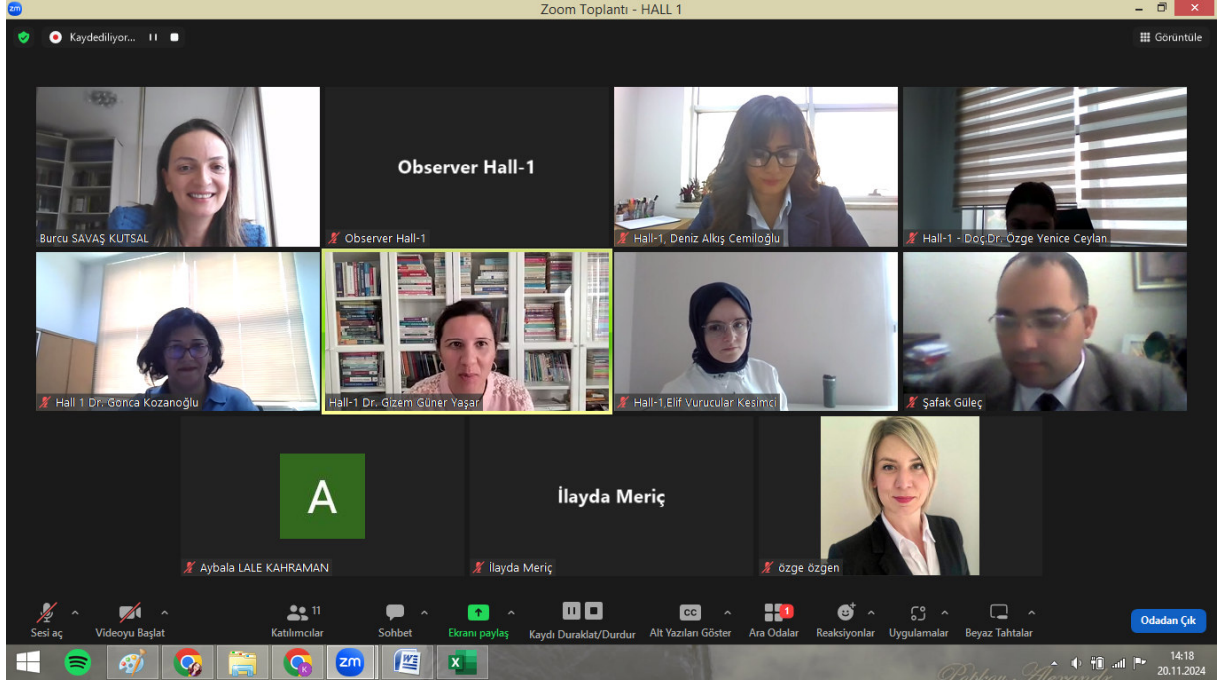 zm
Zoom Toplantı - HALL 1
Kaydediliyor...
Görüntüle
Burcu SAVAŞ KUTSAL
Observer Hall-1
Observer Hall-1
Hall-1, Deniz Alkış Cemiloğlu
Hall-1 - Doç.Dr. Özge Yenice Ceylan
Hall 1 Dr. Gonca Kozanoğlu
Hall-1 Dr. Gizem Güner Yaşar
Hall-1,Elif Vurucular Kesimci
Şafak Güleç
A
Aybala LALE KAHRAMAN
İlayda Meriç
İlayda Meriç
özge özgen
Sesi aç
Videoyu Başlat
11
Katılımcılar
Sohbet
Ekranı paylaş
Kaydı Duraklat/Durdur
CC
Alt Yazıları Göster
1
Ara Odalar
Reaksiyonlar
Uygulamalar
Beyaz Tahtalar
Odadan Çık
zm
14:18
20.11.2024